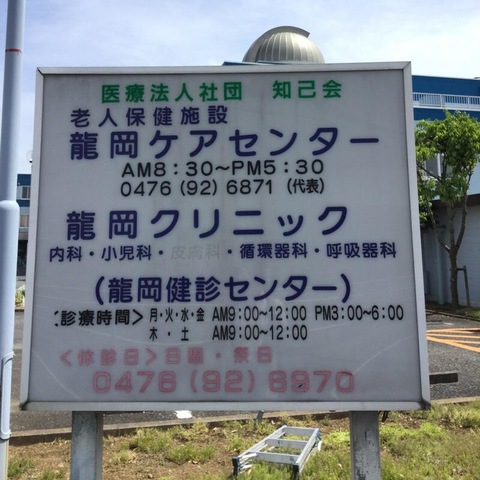 医療法人社団 知己会
老人保健施設
龍岡ケアセンター
AM8:30～PM5:30
0476(92)6871(代表)
龍岡クリニック
内科・小児科・皮膚科・循環器科・呼吸器科
(龍岡健診センター)
〔診療時間〕 月・火・水・金 AM9:00～12:00 PM3:00～6:00
木・土 AM9:00～12:00
<休診日>日曜・祭日
0476(92)6970